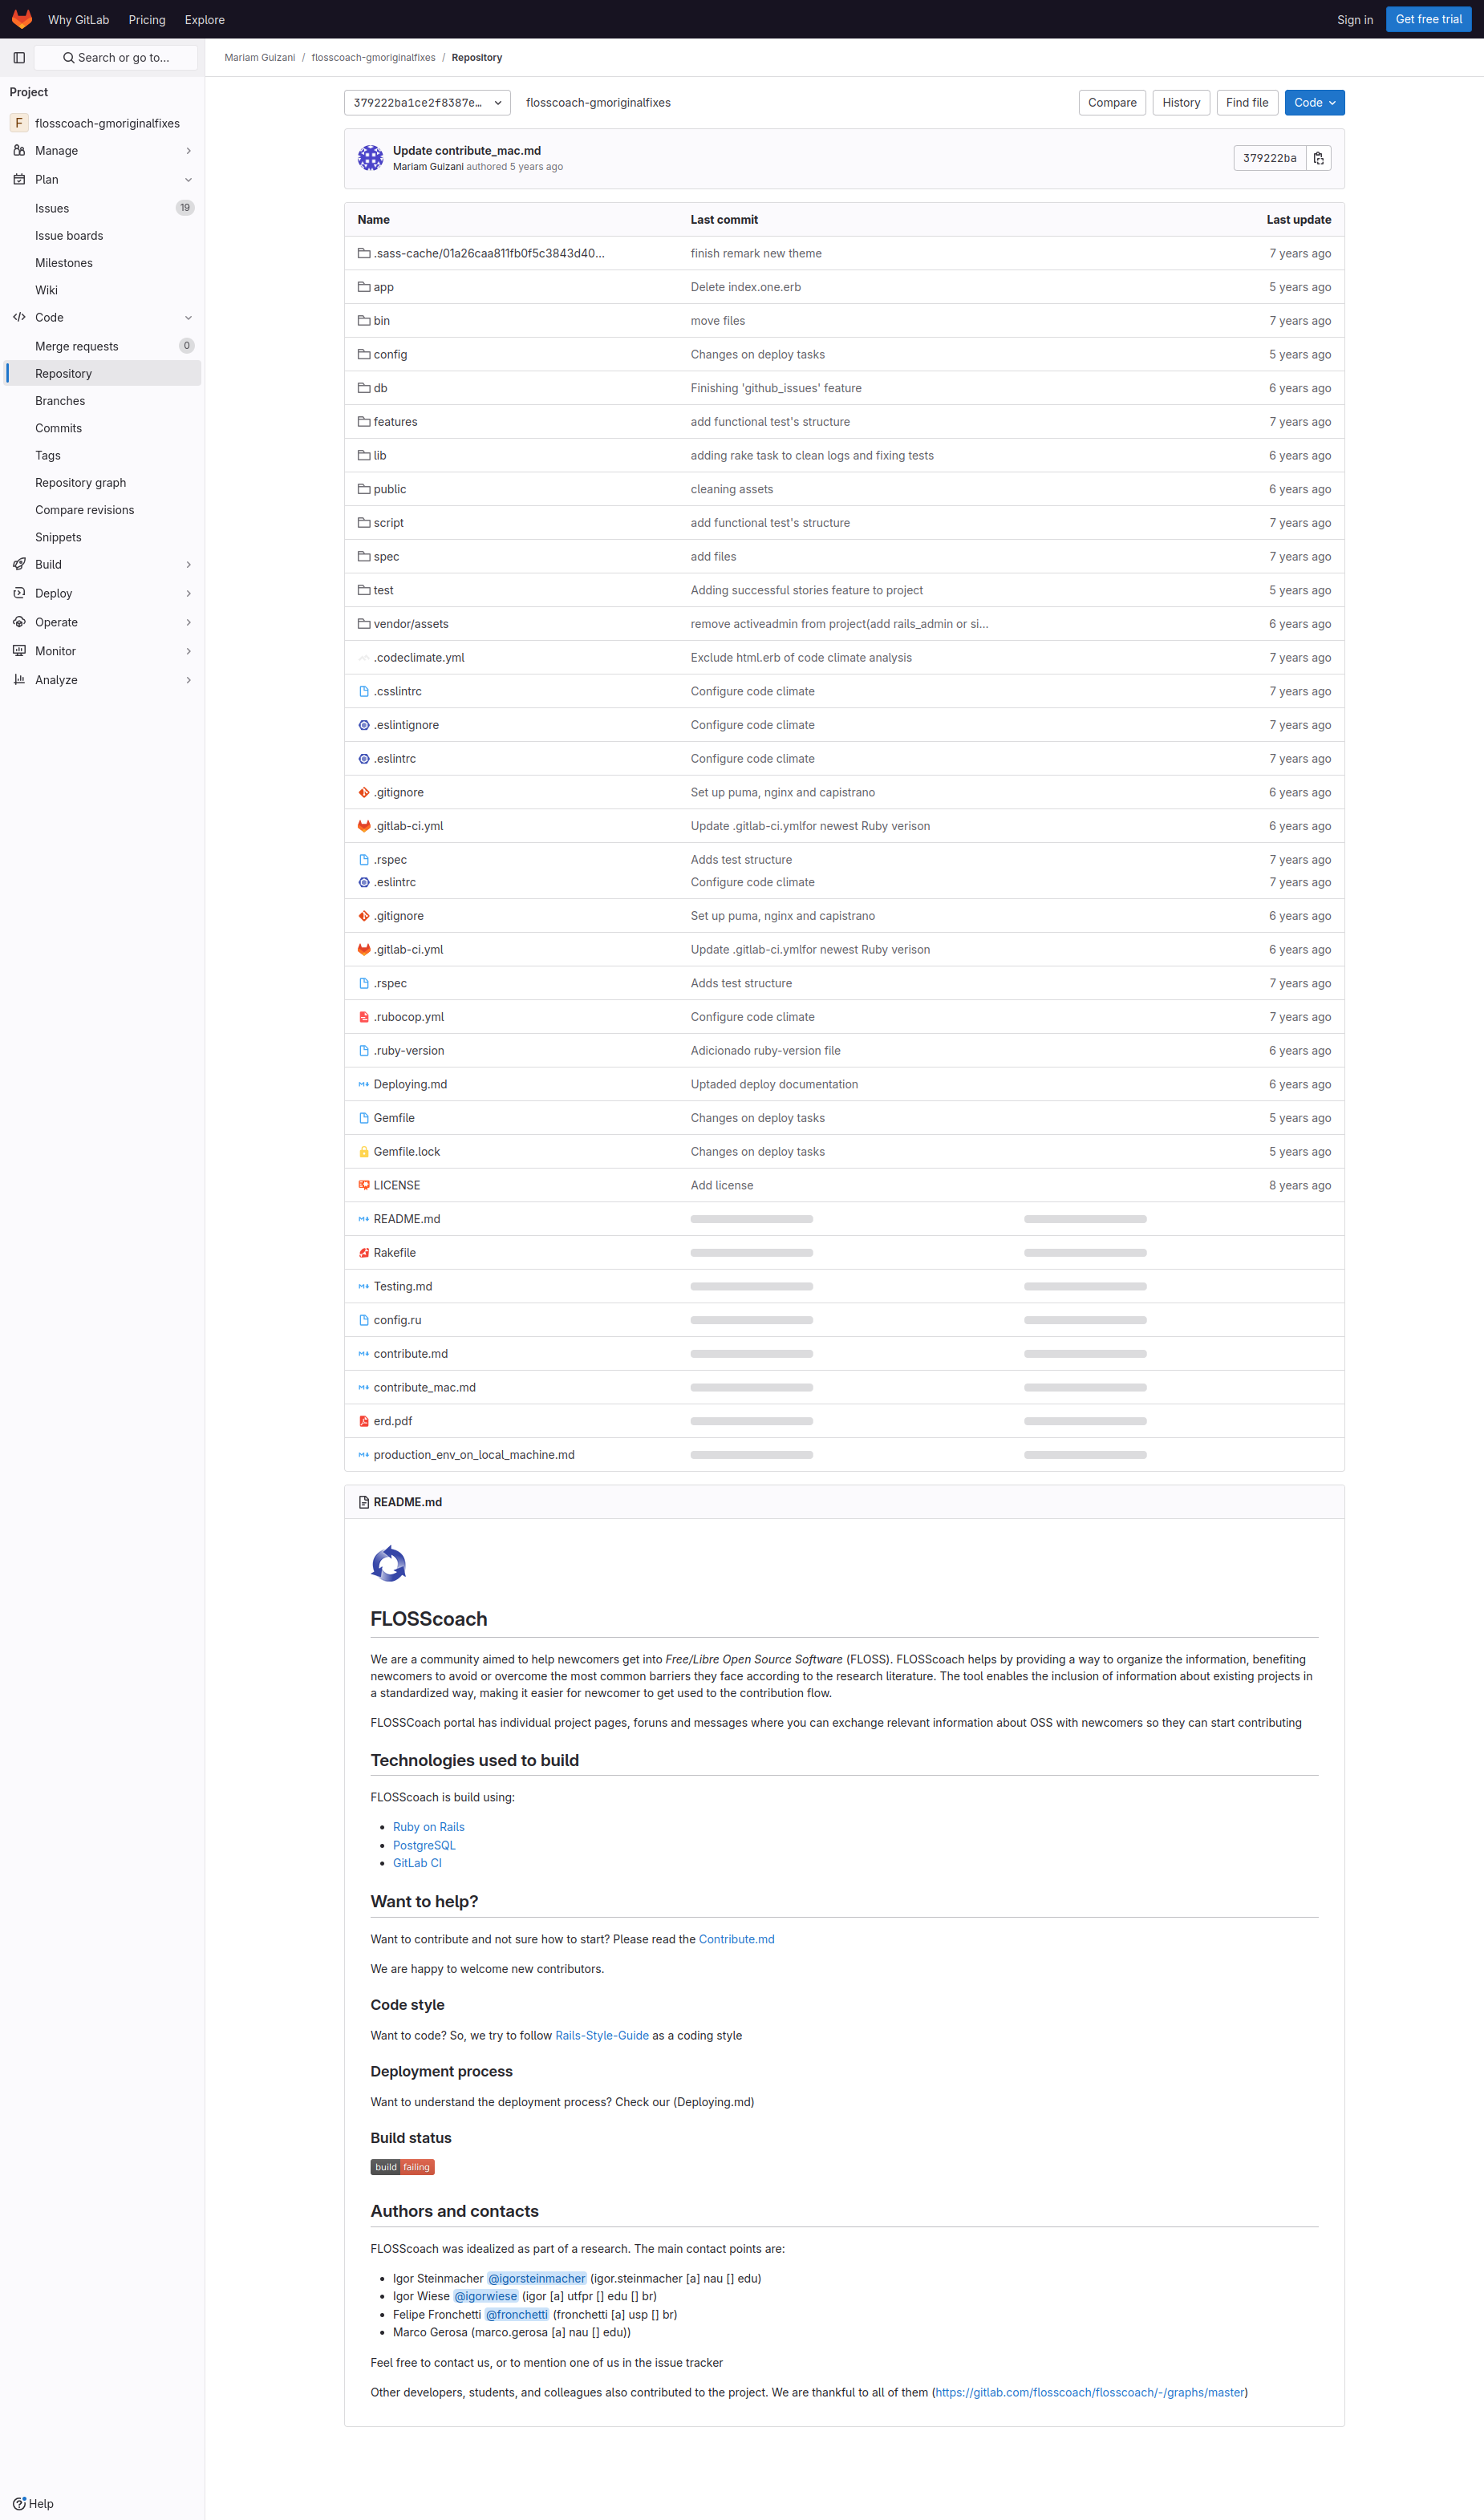 Why GitLab Pricing Explore Sign in Get free trial
Search or go to... Mariam Guizani / flosscoach-gmoriginalfixes / Repository
Project
F flosscoach-gmoriginalfixes
Manage
Plan
Issues 19
Issue boards
Milestones
Wiki
Code
Merge requests 0
Repository
Branches
Commits
Tags
Repository graph
Compare revisions
Snippets
Build
Deploy
Operate
Monitor
Analyze
Help
379222ba1ce2f8387e… flosscoach-gmoriginalfixes Compare History Find file Code
Update contribute_mac.md
Mariam Guizani authored 5 years ago 379222ba
Name Last commit Last update
.sass-cache/01a26caa811fb0f5c3843d40... finish remark new theme 7 years ago
app Delete index.one.erb 5 years ago
bin move files 7 years ago
config Changes on deploy tasks 5 years ago
db Finishing 'github_issues' feature 6 years ago
features add functional test's structure 7 years ago
lib adding rake task to clean logs and fixing tests 6 years ago
public cleaning assets 6 years ago
script add functional test's structure 7 years ago
spec add files 7 years ago
test Adding successful stories feature to project 5 years ago
vendor/assets remove activeadmin from project(add rails_admin or si... 6 years ago
.codeclimate.yml Exclude html.erb of code climate analysis 7 years ago
.csslintrc Configure code climate 7 years ago
.eslintignore Configure code climate 7 years ago
.eslintrc Configure code climate 7 years ago
.gitignore Set up puma, nginx and capistrano 6 years ago
.gitlab-ci.yml Update .gitlab-ci.ymlfor newest Ruby verison 6 years ago
.rspec Adds test structure 7 years ago
.eslintrc Configure code climate 7 years ago
.gitignore Set up puma, nginx and capistrano 6 years ago
.gitlab-ci.yml Update .gitlab-ci.ymlfor newest Ruby verison 6 years ago
.rspec Adds test structure 7 years ago
.rubocop.yml Configure code climate 7 years ago
.ruby-version Adicionado ruby-version file 6 years ago
Deploying.md Uptaded deploy documentation 6 years ago
Gemfile Changes on deploy tasks 5 years ago
Gemfile.lock Changes on deploy tasks 5 years ago
LICENSE Add license 8 years ago
README.md
Rakefile
Testing.md
config.ru
contribute.md
contribute_mac.md
erd.pdf
production_env_on_local_machine.md
README.md
FLOSScoach
We are a community aimed to help newcomers get into Free/Libre Open Source Software (FLOSS). FLOSScoach helps by providing a way to organize the information, benefiting
newcomers to avoid or overcome the most common barriers they face according to the research literature. The tool enables the inclusion of information about existing projects in
a standardized way, making it easier for newcomer to get used to the contribution flow.
FLOSSCoach portal has individual project pages, foruns and messages where you can exchange relevant information about OSS with newcomers so they can start contributing
Technologies used to build
FLOSScoach is build using:
Ruby on Rails
PostgreSQL
GitLab CI
Want to help?
Want to contribute and not sure how to start? Please read the Contribute.md
We are happy to welcome new contributors.
Code style
Want to code? So, we try to follow Rails-Style-Guide as a coding style
Deployment process
Want to understand the deployment process? Check our (Deploying.md)
Build status
build failing
Authors and contacts
FLOSScoach was idealized as part of a research. The main contact points are:
Igor Steinmacher @igorsteinmacher (igor.steinmacher [a] nau [] edu)
Igor Wiese @igorwiese (igor [a] utfpr [] edu [] br)
Felipe Fronchetti @fronchetti (fronchetti [a] usp [] br)
Marco Gerosa (marco.gerosa [a] nau [] edu))
Feel free to contact us, or to mention one of us in the issue tracker
Other developers, students, and colleagues also contributed to the project. We are thankful to all of them (https://gitlab.com/flosscoach/flosscoach/-/graphs/master)